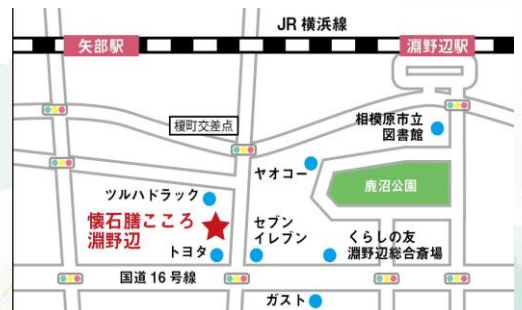 JR 横浜線
矢部駅
淵野辺駅
榎町交差点
相模原市立
図書館
ヤオコー
鹿沼公園
ツルハドラック
懐石膳こころ
淵野辺
セブン
イレブン
トヨタ
くらしの友
淵野辺総合斎場
国道 16 号線
ガスト